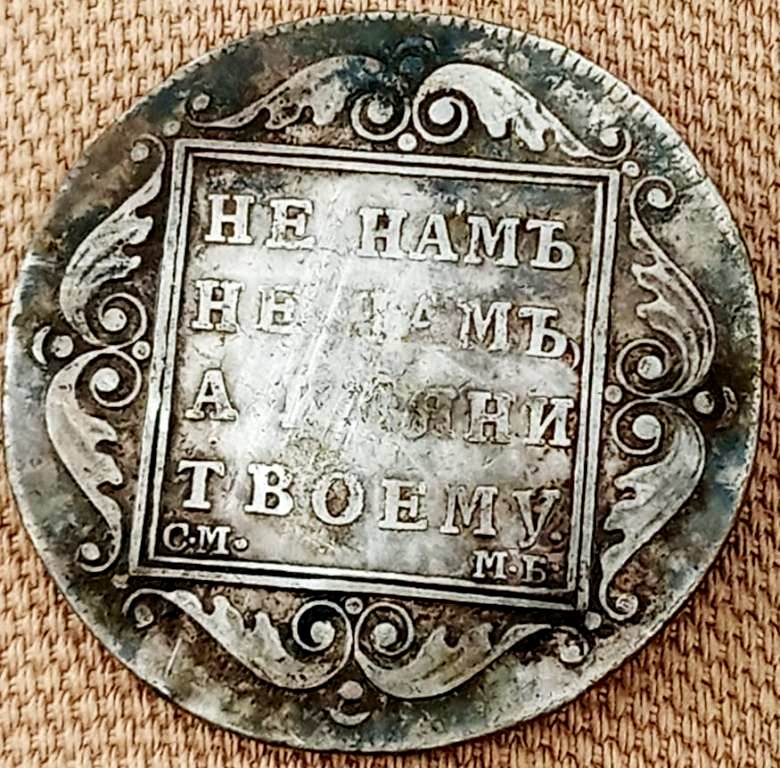 НЕ НАМЪ,
НЕ НАМЪ,
А ИМЯНИ
ТВОЕМУ.
С·М·
М·Б